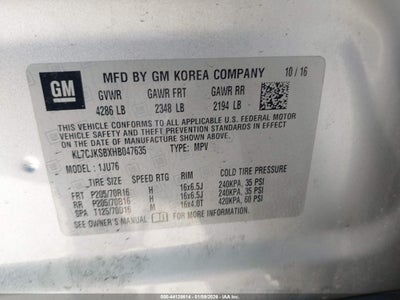 GM
MFD BY GM KOREA COMPANY 10/16
GVWR GAWR FRT GAWR RR
4286 LB 2348 LB 2194 LB
THIS VEHICLE CONFORMS TO ALL APPLICABLE U.S. FEDERAL MOTOR
VEHICLE SAFETY AND THEFT PREVENTION STANDARDS IN EFFECT
ON THE DATE OF MANUFACTURE SHOWN ABOVE.
KL7CJKSBXHB047635 TYPE : MPV
MODEL : 1JU76
TIRE SIZE SPEED RTG RIM COLD TIRE PRESSURE
FRT P205/70R16 H 16x6.5J 240KPA, 35 PSI
RR P205/70R16 H 16x6.5J 240KPA, 35 PSI
SPA T125/70D16 M 16x4.0T 420KPA, 60 PSI
SEE OWNER'S MANUAL FOR ADDITIONAL INFORMATION.